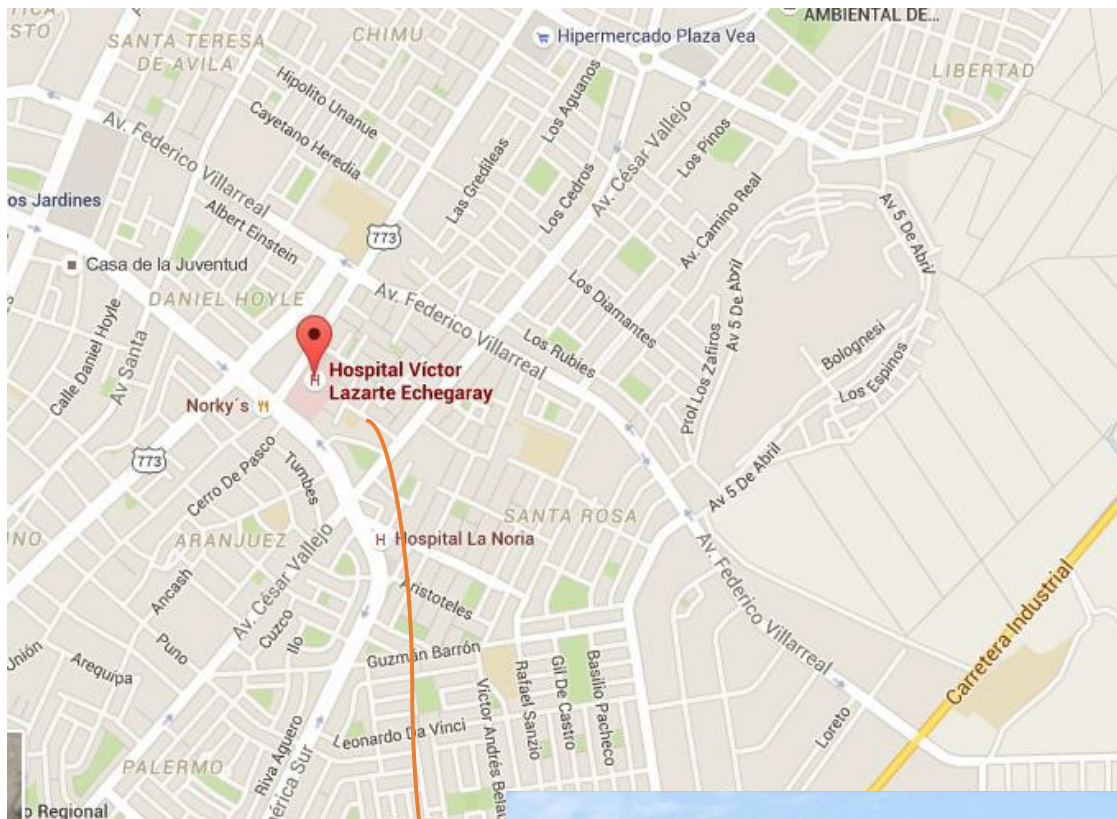 AMBIENTAL DE...
Hipermercado Plaza Vea
CHIMU
SANTA TERESA
DE AVILA
LIBERTAD
Hipolito Unanue
Cayetano Heredia
Los Aguanos
Av. Federico Villarreal
Las Gredileas
Los Cedros
Av. César Vallejo
Los Pinos
os Jardines
Albert Einstein
773
Av. Camino Real
Av 5 De Abril
Casa de la Juventud
DANIEL HOYLE
Av. Federico Villarreal
Los Diamantes
Av 5 De Abril
Calle Daniel Hoyle
Av Santa
Los Rubíes
Prol Los Zafiros
Bolognesi
Los Espinos
Hospital Víctor
Lazarte Echegaray
H
Norky´s
773
Cerro De Pasco
Tumbes
Av 5 De Abril
SANTA ROSA
INO
ARANJUEZ
H Hospital La Noria
Av. César Vallejo
Ancash
Aristoteles
Av. Federico Villarreal
Carretera Industrial
Cuzco
Ilo
Puno
Unión
Arequipa
Guzmán Barrón
Victor Andrés Belau
Rafael Sanzio
Gil De Castro
Basilio Pacheco
Leonardo Da Vinci
Loreto
Riva Aguero
PALERMO
érica Sur
o Regional